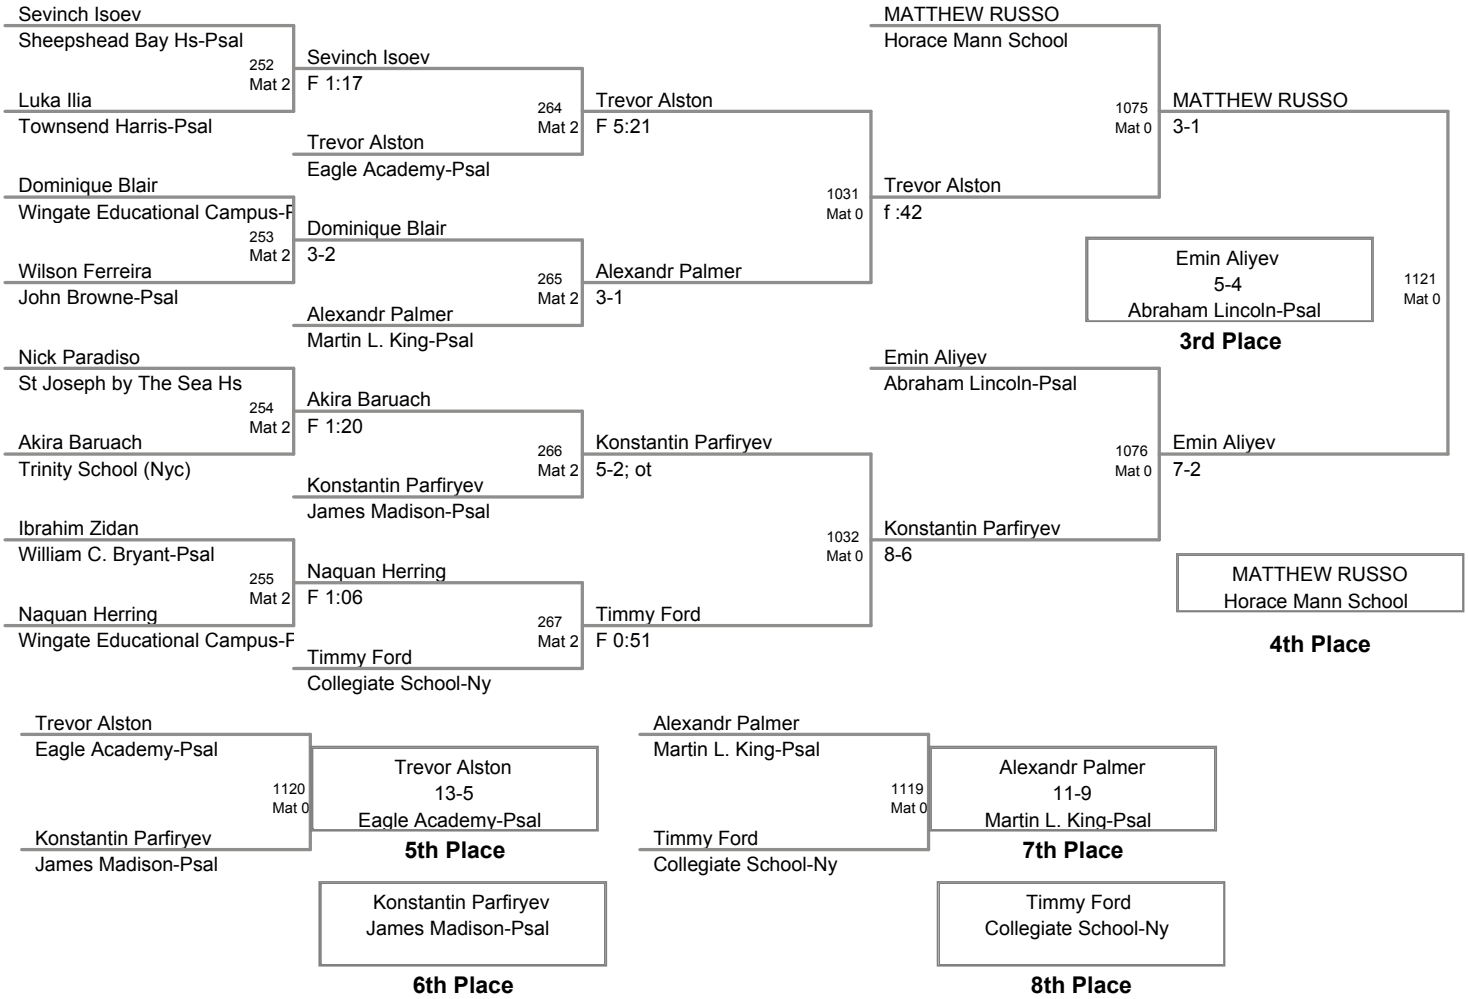 Sevinch Isoev
Sheepshead Bay Hs-Psal
252
Mat 2
Luka Ilia
Townsend Harris-Psal
Dominique Blair
Wingate Educational Campus-P
253
Mat 2
Wilson Ferreira
John Browne-Psal
Nick Paradiso
St Joseph by The Sea Hs
254
Mat 2
Akira Baruach
Trinity School (Nyc)
Ibrahim Zidan
William C. Bryant-Psal
255
Mat 2
Naquan Herring
Wingate Educational Campus-P
Sevinch Isoev
F 1:17
264
Mat 2
Trevor Alston
Eagle Academy-Psal
Dominique Blair
3-2
265
Mat 2
Alexandr Palmer
Martin L. King-Psal
Akira Baruach
F 1:20
266
Mat 2
Konstantin Parfiryev
James Madison-Psal
Naquan Herring
F 1:06
267
Mat 2
Timmy Ford
Collegiate School-Ny
Trevor Alston
F 5:21
1031
Mat 0
Alexandr Palmer
3-1
Konstantin Parfiryev
5-2; ot
1032
Mat 0
Timmy Ford
F 0:51
MATTHEW RUSSO
Horace Mann School
1075
Mat 0
Trevor Alston
f :42
Emin Aliyev
Abraham Lincoln-Psal
1076
Mat 0
Konstantin Parfiryev
8-6
MATTHEW RUSSO
3-1
1121
Mat 0
Emin Aliyev
7-2
Emin Aliyev
5-4
Abraham Lincoln-Psal
3rd Place
MATTHEW RUSSO
Horace Mann School
4th Place
Trevor Alston
Eagle Academy-Psal
1120
Mat 0
Konstantin Parfiryev
James Madison-Psal
Trevor Alston
13-5
Eagle Academy-Psal
5th Place
Konstantin Parfiryev
James Madison-Psal
6th Place
Alexandr Palmer
Martin L. King-Psal
1119
Mat 0
Timmy Ford
Collegiate School-Ny
Alexandr Palmer
11-9
Martin L. King-Psal
7th Place
Timmy Ford
Collegiate School-Ny
8th Place